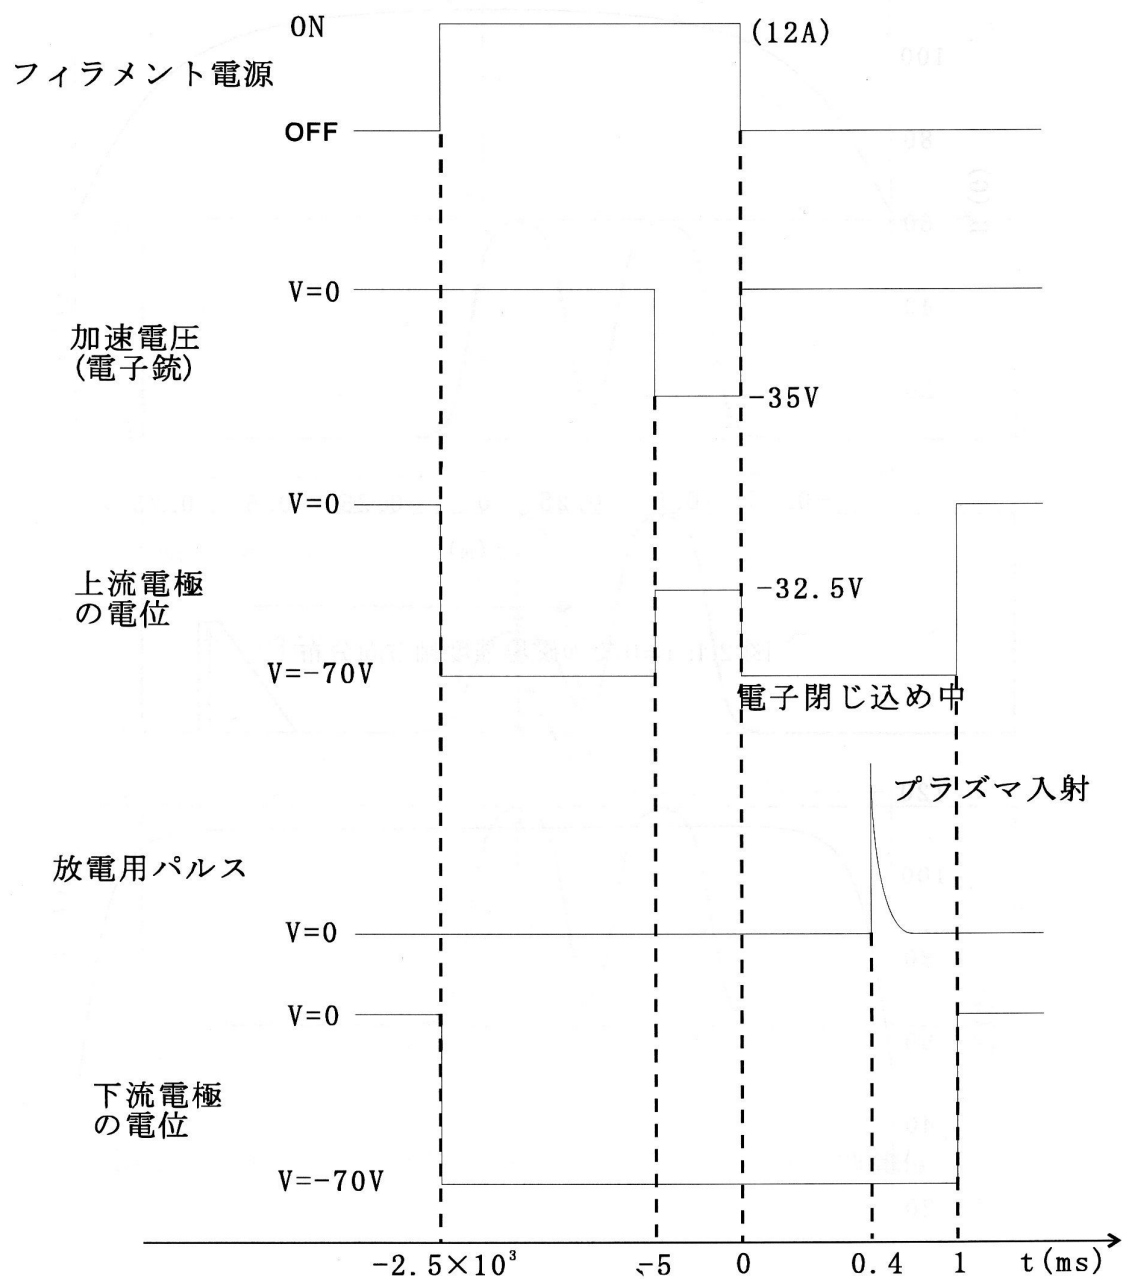 ON
(12A)
フィラメント電源
OFF
V=0
加速電圧
(電子銃)
-35V
V=0
上流電極
の電位
-32.5V
V=-70V
電子閉じ込め中
プラズマ入射
放電用パルス
V=0
V=0
下流電極
の電位
V=-70V
-2.5×10³
-5
0
0.4
1
t(ms)